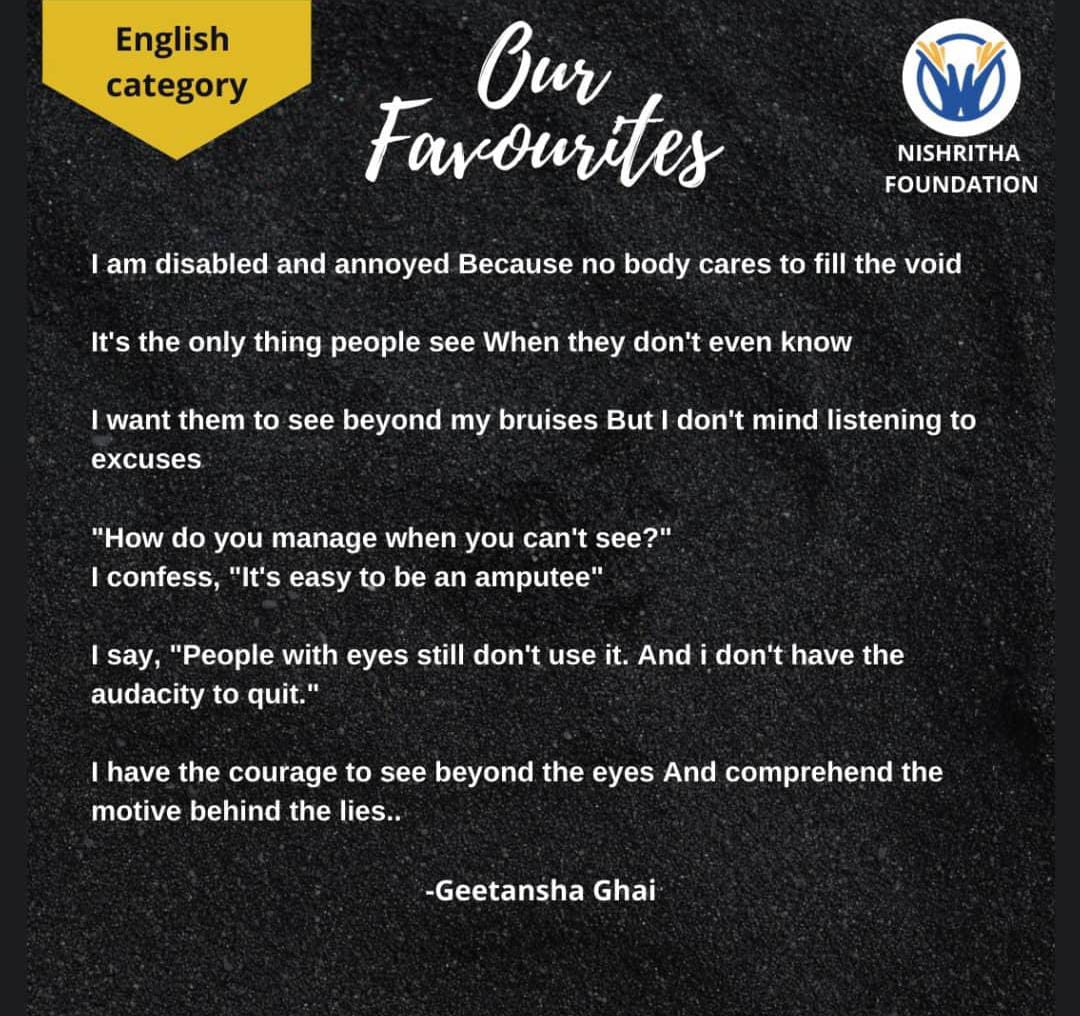 English
category
Our
Favourites
NISHRITHA
FOUNDATION
I am disabled and annoyed Because no body cares to fill the void
It's the only thing people see When they don't even know
I want them to see beyond my bruises But I don't mind listening to
excuses
"How do you manage when you can't see?"
I confess, "It's easy to be an amputee"
I say, "People with eyes still don't use it. And i don't have the
audacity to quit."
I have the courage to see beyond the eyes And comprehend the
motive behind the lies..
-Geetansha Ghai